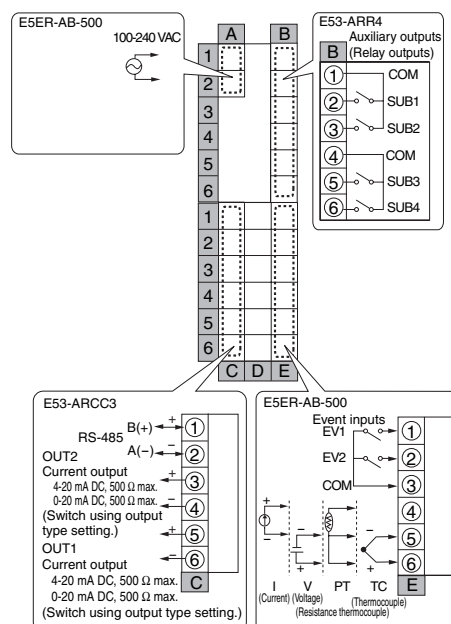 E5ER-AB-500
100-240 VAC
A
B
1
2
3
4
5
6
1
2
3
4
5
6
C D E
E53-ARR4
Auxiliary outputs
(Relay outputs)
B
1 COM
2 SUB1
3 SUB2
4 COM
5 SUB3
6 SUB4
E53-ARCC3
RS-485
B(+) + 1
A(−) − 2
OUT2
Current output
4-20 mA DC, 500 Ω max.
0-20 mA DC, 500 Ω max.
(Switch using output
type setting.)
+ 3
− 4
+ 5
− 6
OUT1
Current output
4-20 mA DC, 500 Ω max.
0-20 mA DC, 500 Ω max.
(Switch using output type setting.)
C
E5ER-AB-500
Event inputs
EV1 1
EV2 2
COM 3
4
5
6
+ − − + − +
I V PT TC
(Current) (Voltage) (Thermocouple)
(Resistance thermocouple)
E